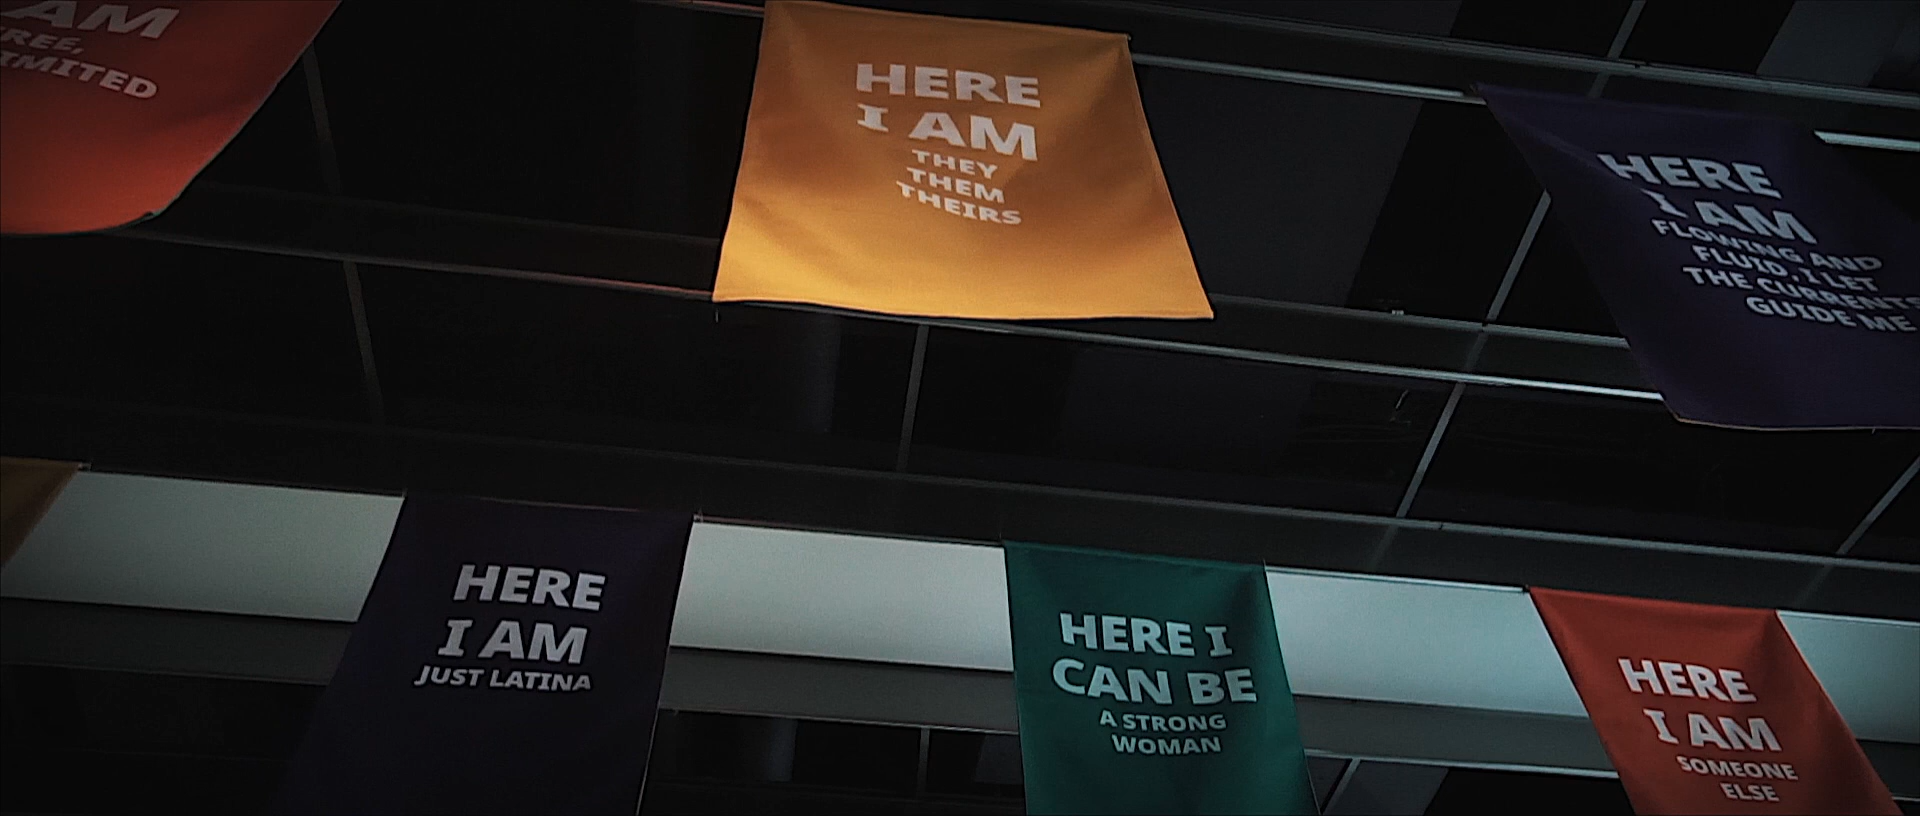 AM
IMITED
HERE
I AM
THEY
THEM
THEIRS
HERE
I AM
FLOWING AND
FLUID. I LET
THE CURRENTS
GUIDE ME
HERE
I AM
JUST LATINA
HERE I
CAN BE
A STRONG
WOMAN
HERE
I AM
SOMEONE
ELSE